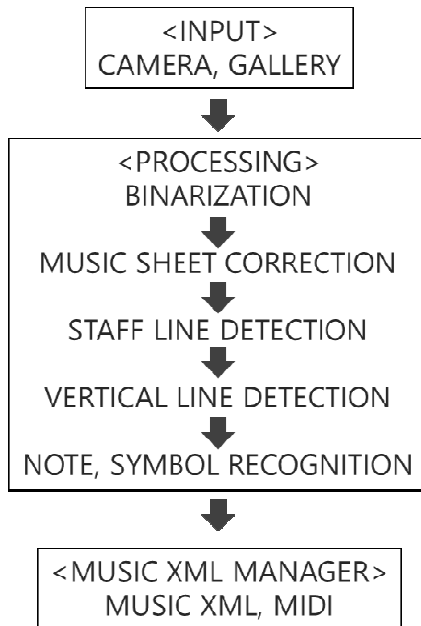 <INPUT>
CAMERA, GALLERY
<PROCESSING>
BINARIZATION
MUSIC SHEET CORRECTION
STAFF LINE DETECTION
VERTICAL LINE DETECTION
NOTE, SYMBOL RECOGNITION
<MUSIC XML MANAGER>
MUSIC XML, MIDI